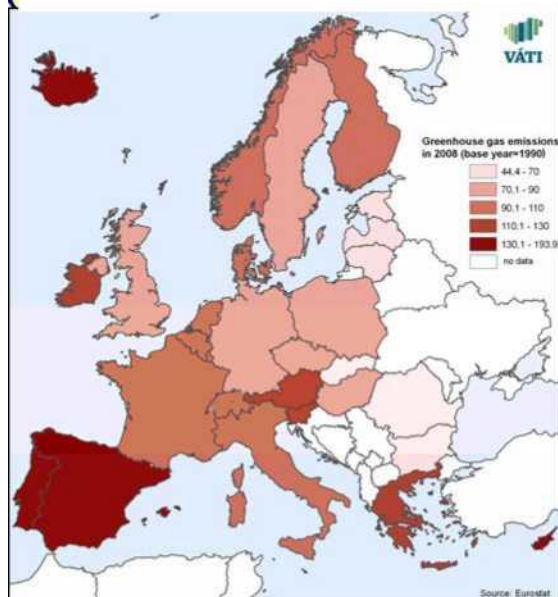 VÁTI
Greenhouse gas emissions
in 2008 (base year=1990)
44,4 - 70
70,1 - 90
90,1 - 110
110,1 - 130
130,1 - 193,9
no data
Source: Eurostat